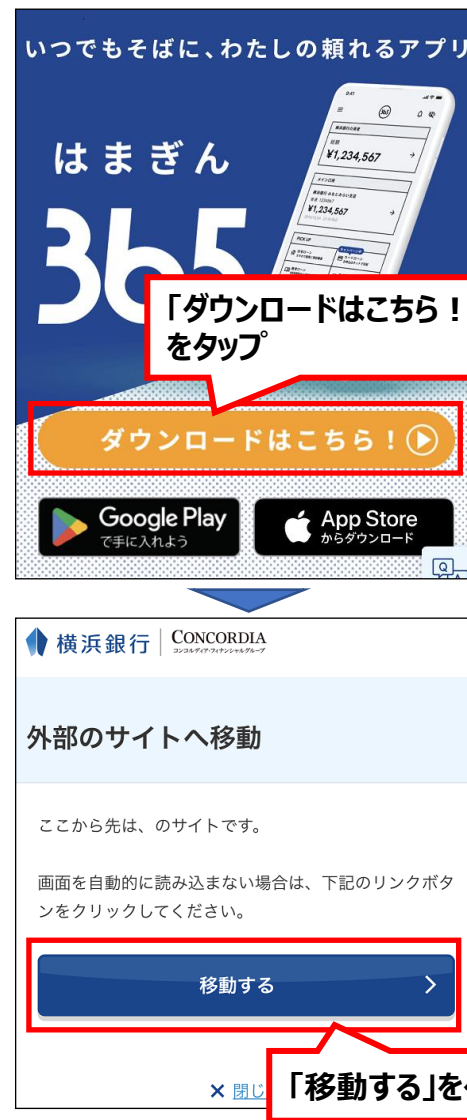 いつでもそばに、わたしの頼れるアプリ
はまぎん
365
¥1,234,567
¥1,234,567
PICK UP
「ダウンロードはこちら！
をタップ
ダウンロードはこちら！
Google Play
で手に入れよう
App Store
からダウンロード
Q
横浜銀行
CONCORDIA
コンコルディア・フィナンシャルグループ
外部のサイトへ移動
ここから先は、のサイトです。
画面を自動的に読み込まない場合は、下記のリンクボタ
ンをクリックしてください。
移動する
× 閉じ
「移動する」を